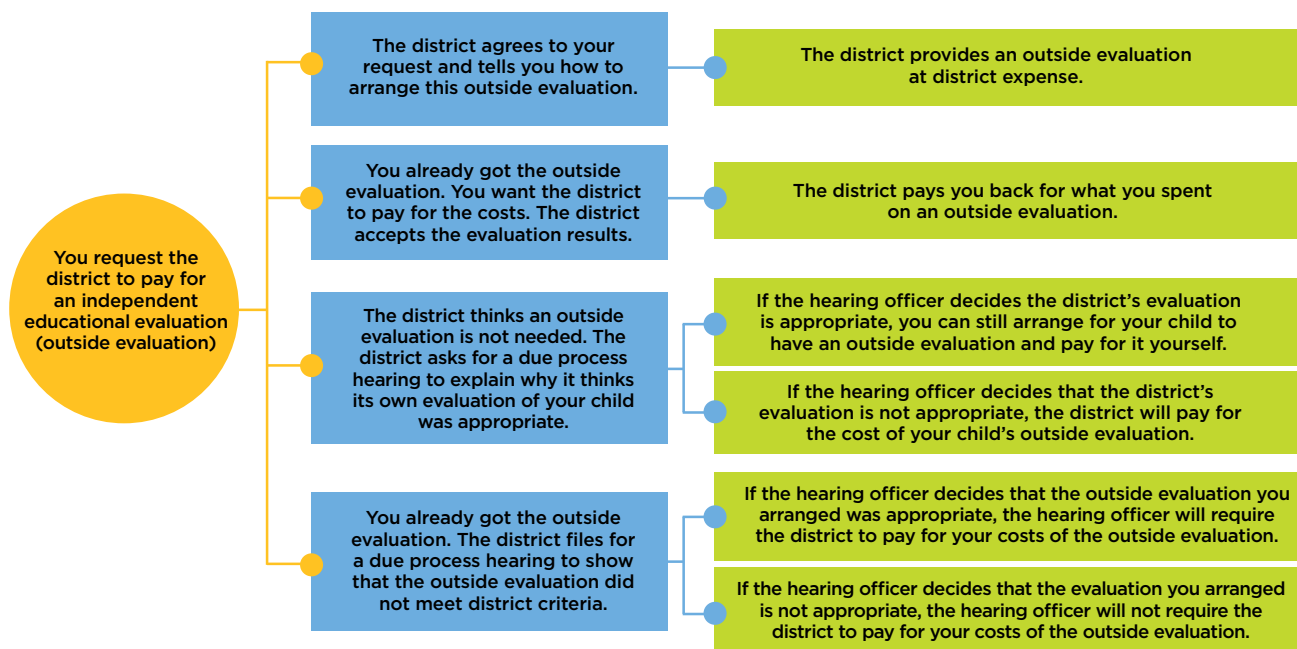 You request the
district to pay for
an independent
educational evaluation
(outside evaluation)
The district agrees to your
request and tells you how to
arrange this outside evaluation.
The district provides an outside evaluation
at district expense.
You already got the outside
evaluation. You want the district
to pay for the costs. The district
accepts the evaluation results.
The district pays you back for what you spent
on an outside evaluation.
The district thinks an outside
evaluation is not needed. The
district asks for a due process
hearing to explain why it thinks
its own evaluation of your child
was appropriate.
If the hearing officer decides the district’s evaluation
is appropriate, you can still arrange for your child to
have an outside evaluation and pay for it yourself.
If the hearing officer decides that the district’s
evaluation is not appropriate, the district will pay for
the cost of your child’s outside evaluation.
You already got the outside
evaluation. The district files for
a due process hearing to show
that the outside evaluation did
not meet district criteria.
If the hearing officer decides that the outside evaluation you
arranged was appropriate, the hearing officer will require
the district to pay for your costs of the outside evaluation.
If the hearing officer decides that the evaluation you arranged
is not appropriate, the hearing officer will not require the
district to pay for your costs of the outside evaluation.